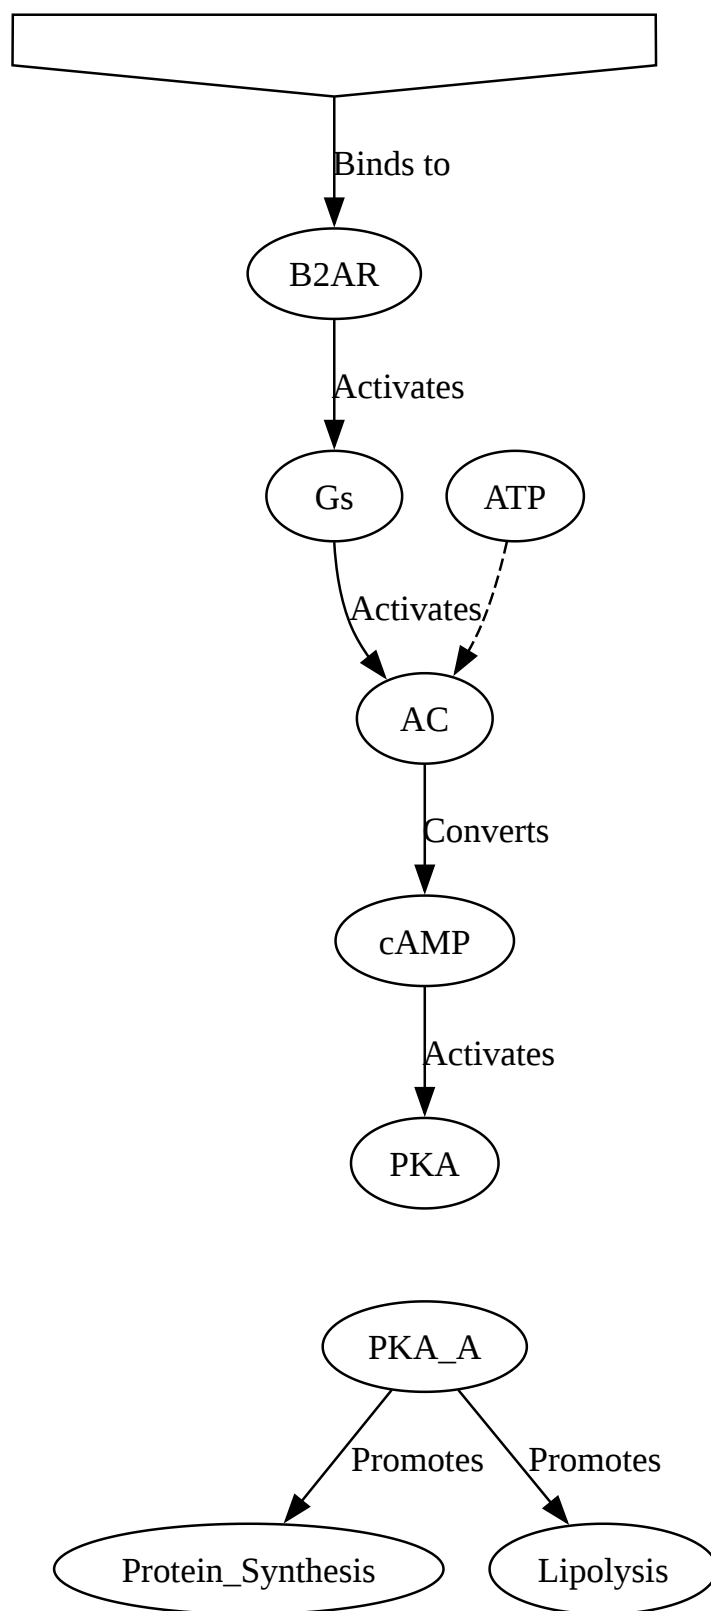 Binds to
B2AR
Activates
Gs
ATP
Activates
AC
Converts
cAMP
Activates
PKA
PKA_A
Promotes
Promotes
Protein_Synthesis
Lipolysis